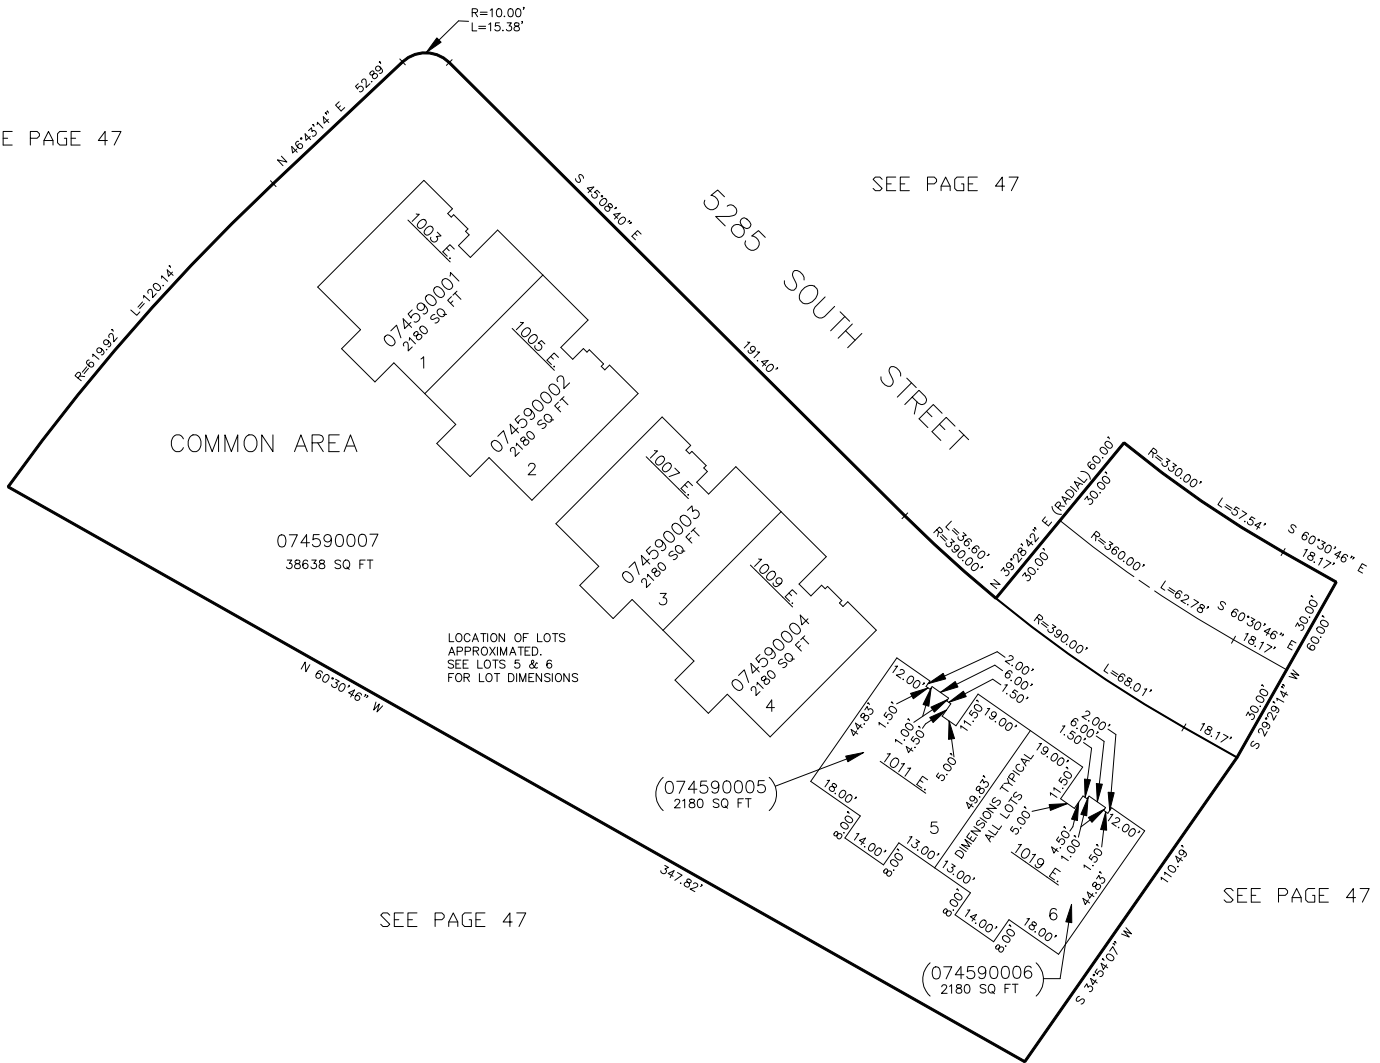 R=10.00'
L=15.38'
E PAGE 47
N 46°43'14" E 52.89'
SEE PAGE 47
S 45°08'40" E
5285 SOUTH STREET
191.40'
R=619.92' L=120.14'
1003 E.
074590001
2180 SQ FT
1
1005 E.
074590002
2180 SQ FT
2
COMMON AREA
074590007
38638 SQ FT
1007 E.
074590003
2180 SQ FT
3
1009 E.
074590004
2180 SQ FT
4
LOCATION OF LOTS
APPROXIMATED.
SEE LOTS 5 & 6
FOR LOT DIMENSIONS
L=36.60'
R=390.00'
N 39°28'42" E (RADIAL) 60.00'
30.00'
30.00'
R=330.00'
L=57.54'
S 60°30'46" E
18.17'
R=360.00'
L=62.78'
S 60°30'46" E
18.17'
30.00'
60.00'
30.00'
S 29°29'14" W
R=390.00'
L=68.01'
18.17'
N 60°30'46" W
347.82'
2.00'
6.00'
1.50'
12.00'
1.50'
1.00'
4.50'
5.00'
11.50'
19.00'
44.83'
1011 E.
(074590005)
2180 SQ FT
18.00'
8.00'
14.00'
8.00'
13.00'
5
49.83'
DIMENSIONS TYPICAL
ALL LOTS
2.00'
6.00'
1.50'
19.00'
11.50'
5.00'
4.50'
1.00'
1.50'
12.00'
1019 E.
44.83'
13.00'
8.00'
14.00'
8.00'
18.00'
6
(074590006)
2180 SQ FT
110.49'
S 34°54'07" W
SEE PAGE 47
SEE PAGE 47